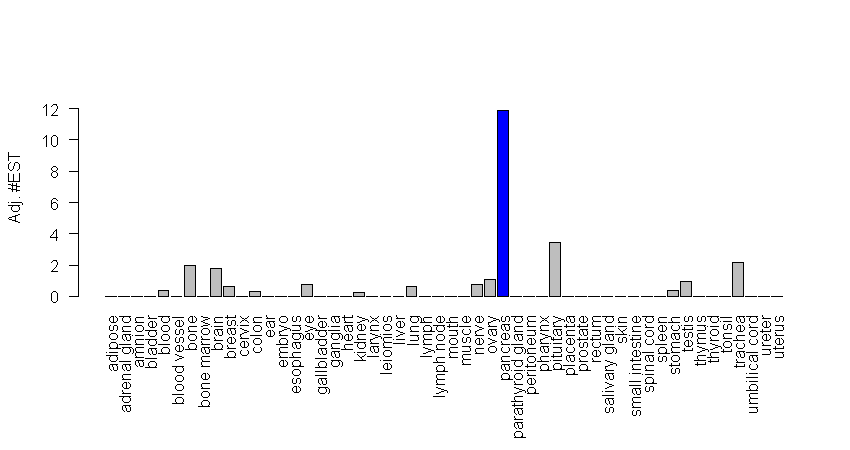 Adj. #EST
12
10
8
6
4
2
0
adipose
adrenal gland
amnion
bladder
blood
blood vessel
bone
bone marrow
brain
breast
cervix
colon
ear
embryo
esophagus
eye
gallbladder
ganglia
heart
kidney
larynx
leiomios
liver
lung
lymph
lymph node
mouth
muscle
nerve
ovary
pancreas
parathyroid gland
peritoneum
pharynx
pituitary
placenta
prostate
rectum
salivary gland
skin
small intestine
spinal cord
spleen
stomach
testis
thymus
thyroid
tonsil
trachea
umbilical cord
ureter
uterus